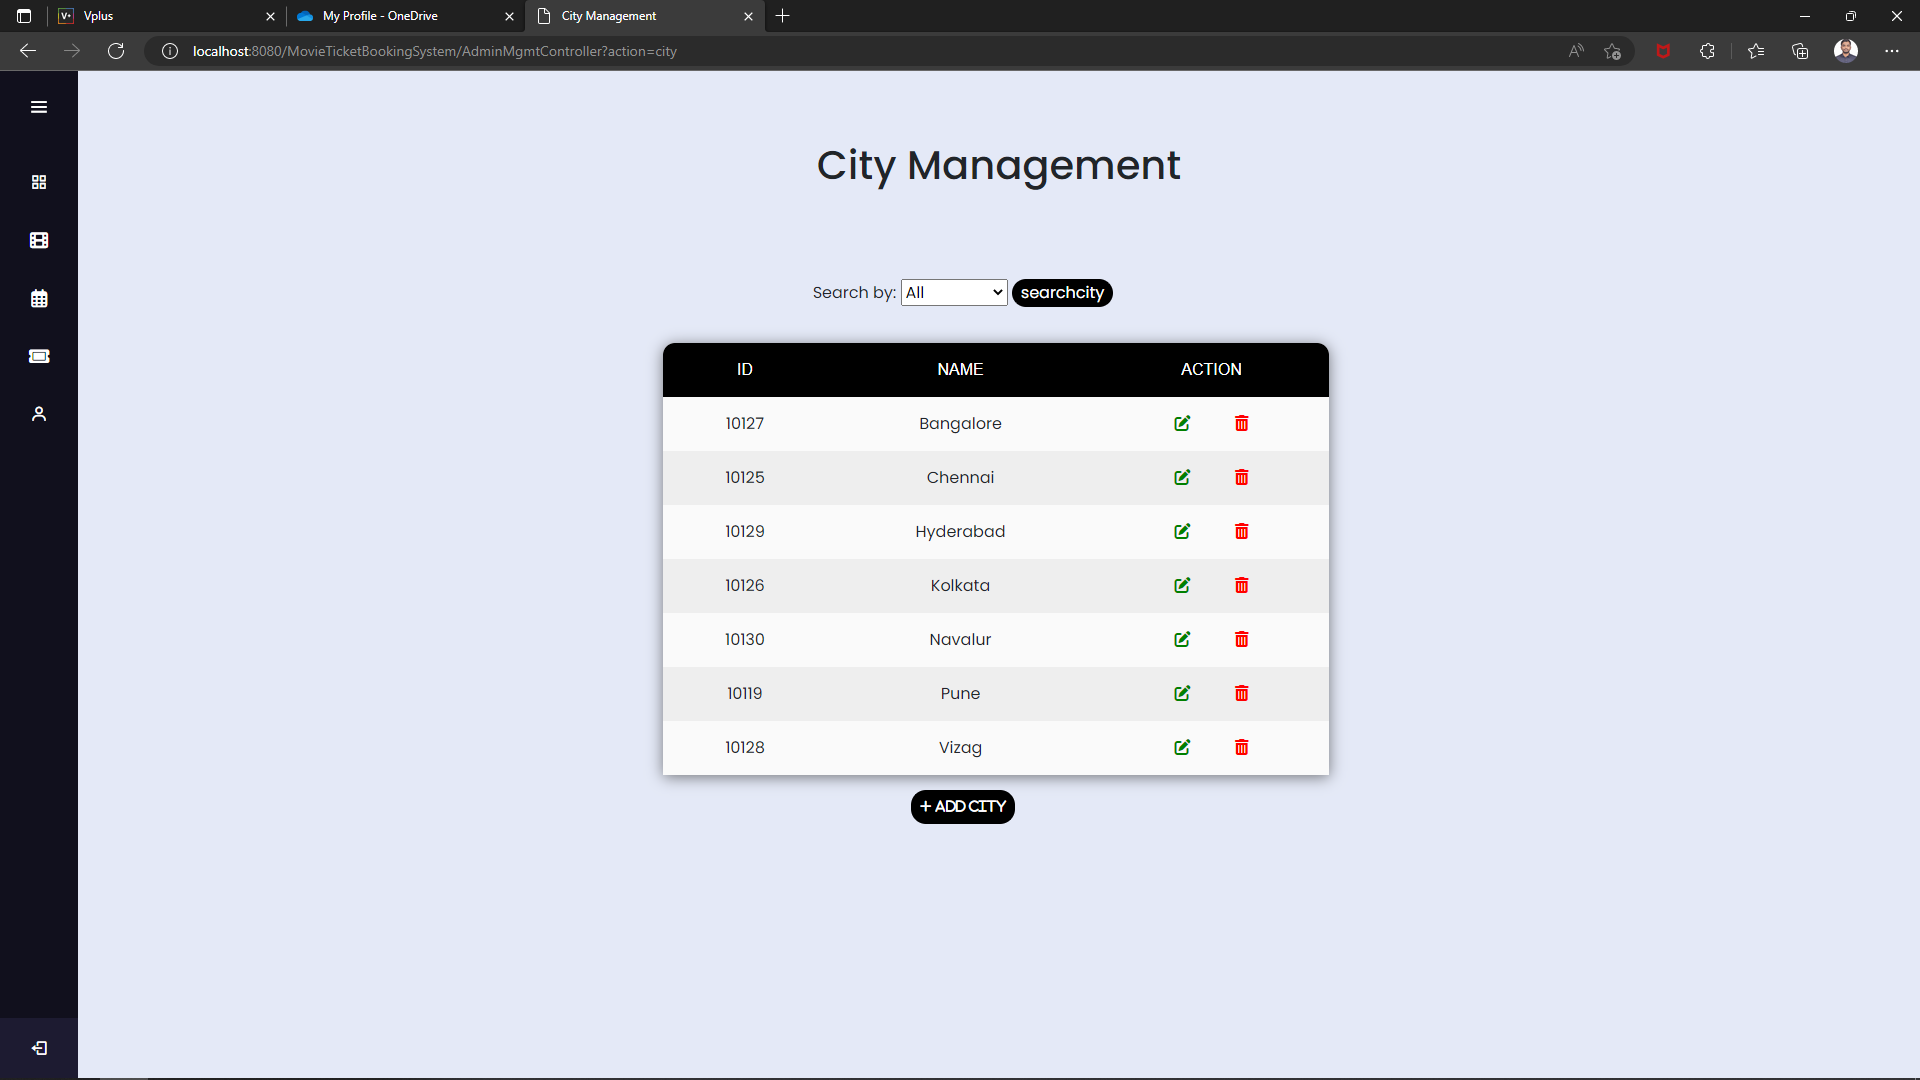 Vplus
My Profile - OneDrive
City Management
localhost:8080/MovieTicketBookingSystem/AdminMgmtController?action=city
City Management
Search by: All searchcity
ID NAME ACTION
10127 Bangalore
10125 Chennai
10129 Hyderabad
10126 Kolkata
10130 Navalur
10119 Pune
10128 Vizag
+ ADD CITY